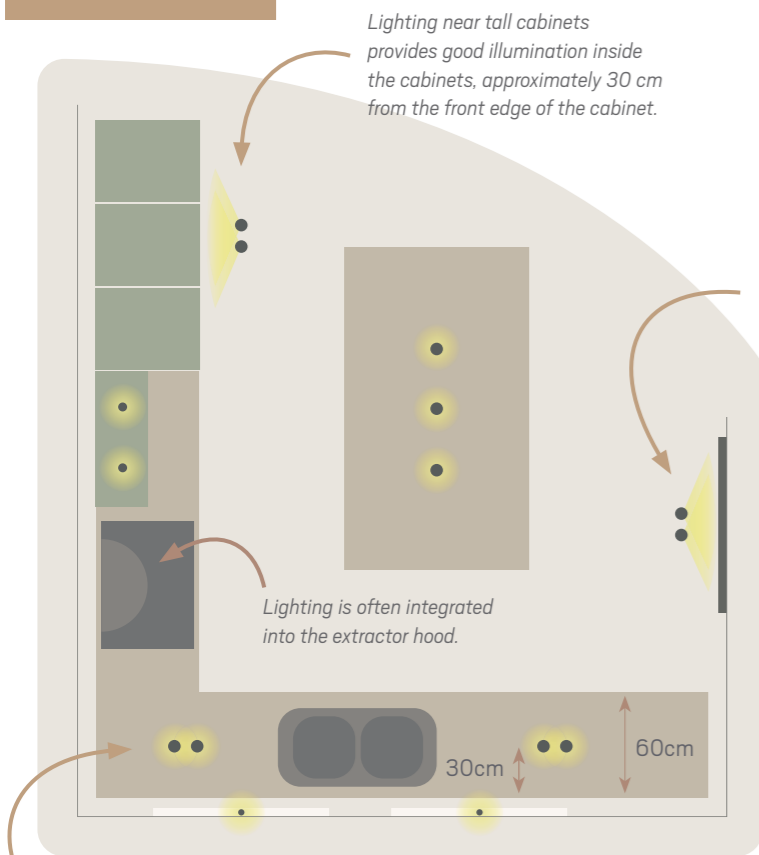 Lighting near tall cabinets
provides good illumination inside
the cabinets, approximately 30 cm
from the front edge of the cabinet.
Lighting is often integrated
into the extractor hood.
30cm
60cm